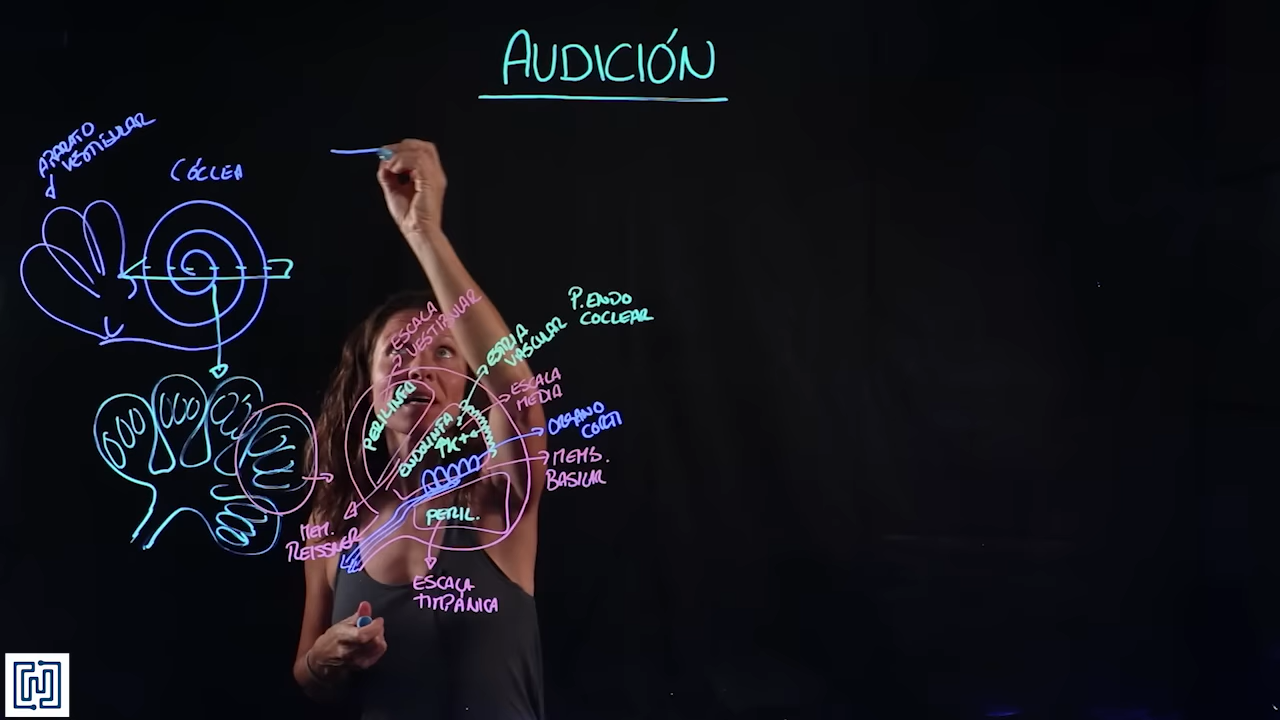 AUDICIÓN
APARATO
VESTIBULAR
CÓCLEA
ESCALA
VESTIBULAR
P. ENDO
COCLEAR
ESTRIA
VASCULAR
ESCALA
MEDIA
PERILINFA
ENDOLINFA
↑K+
ORGANO
CORTI
MEMB.
BASILAR
PERIL.
MEM.
REISSNER
ESCALA
TIMPÁNICA